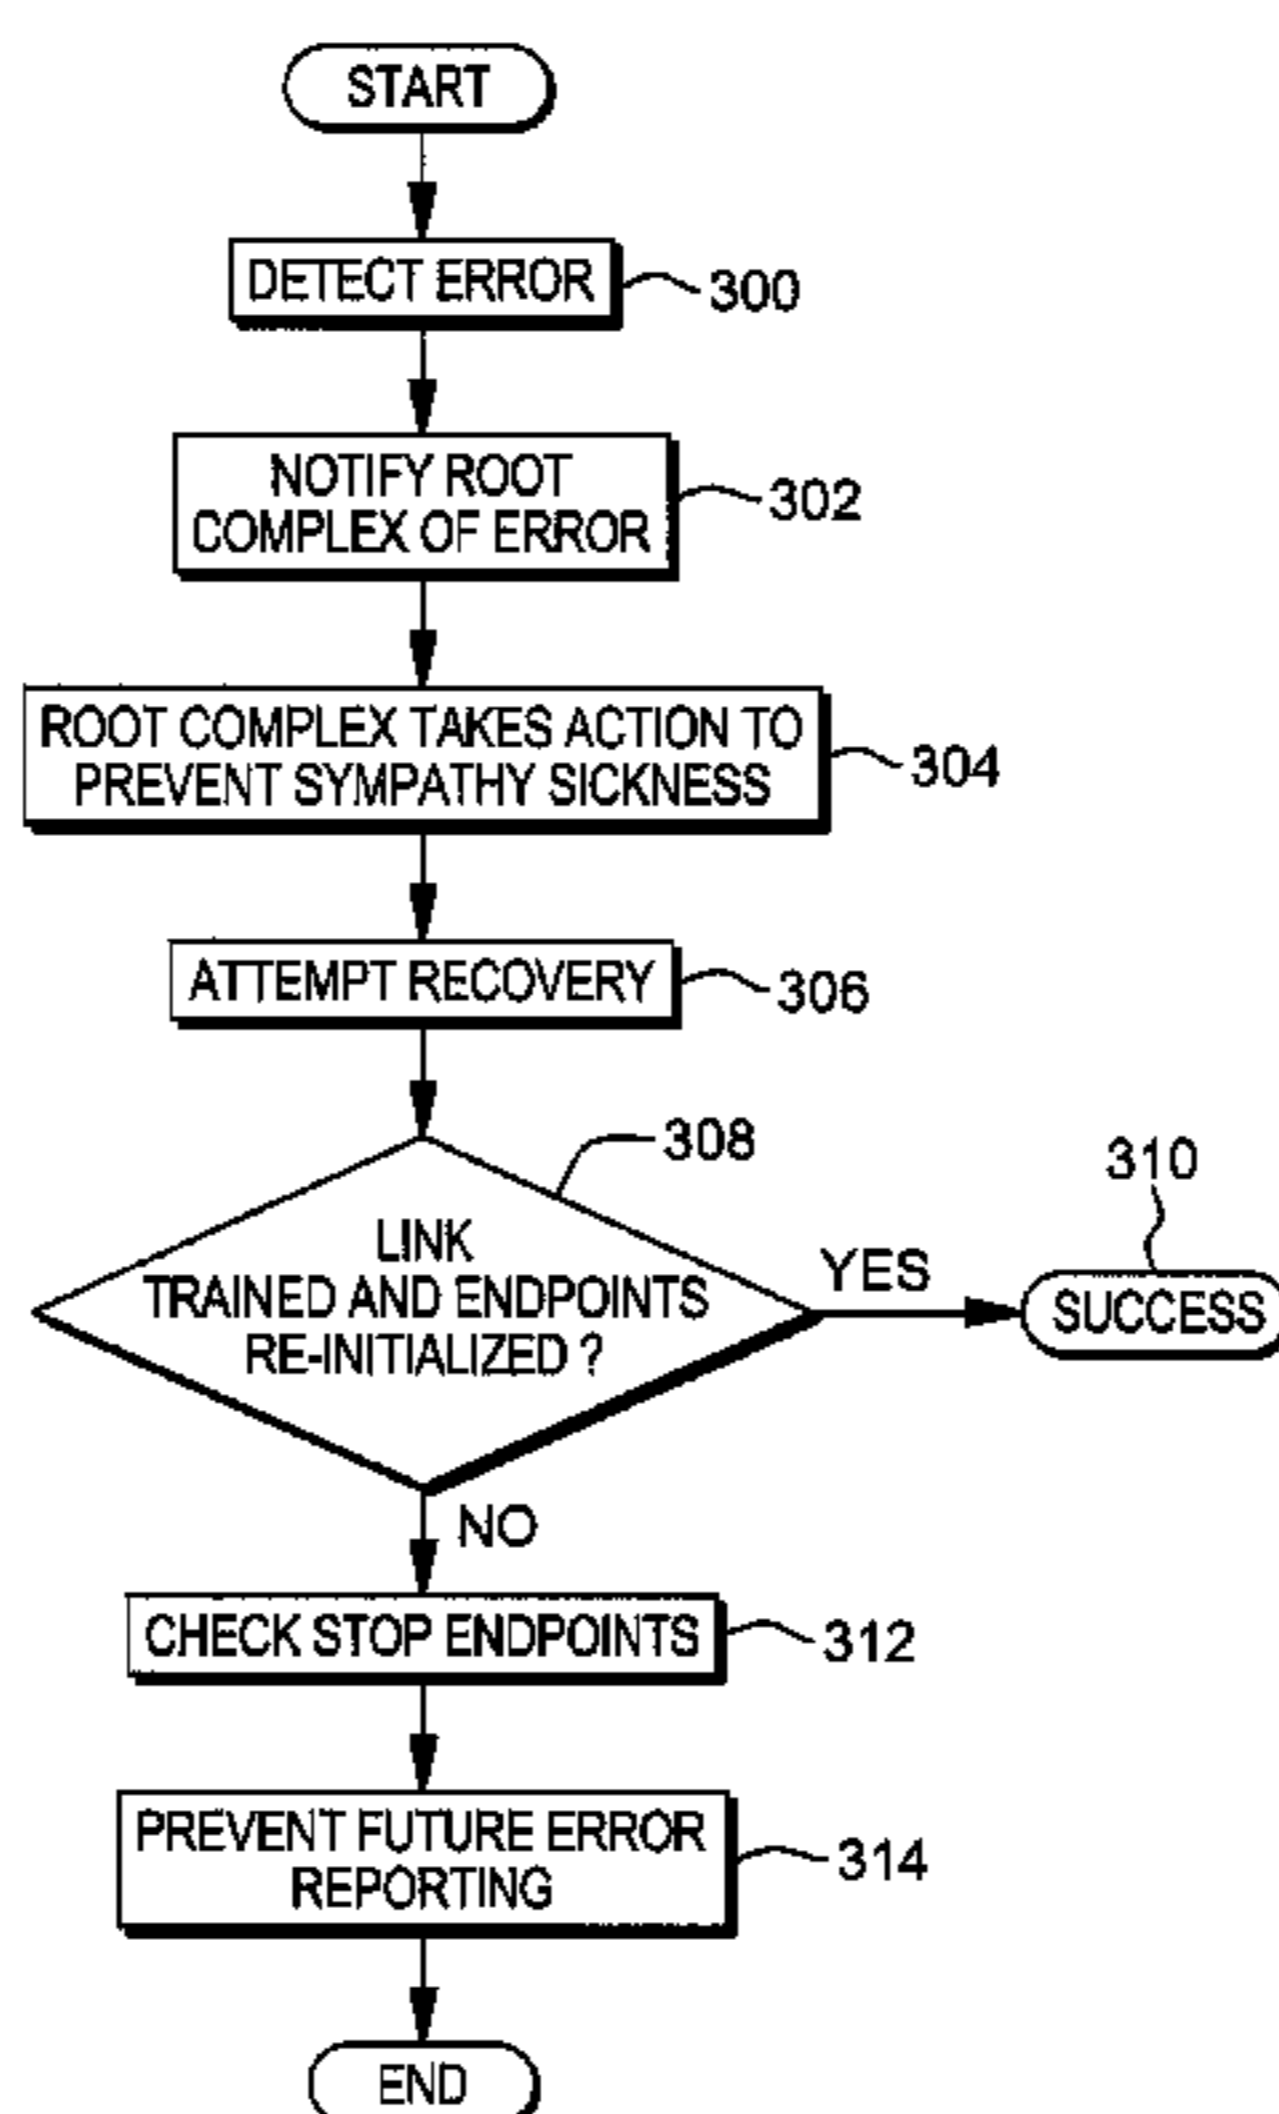 START
DETECT ERROR
300
NOTIFY ROOT
COMPLEX OF ERROR
302
ROOT COMPLEX TAKES ACTION TO
PREVENT SYMPATHY SICKNESS
304
ATTEMPT RECOVERY
306
308
LINK
TRAINED AND ENDPOINTS
RE-INITIALIZED ?
YES
310
SUCCESS
NO
CHECK STOP ENDPOINTS
312
PREVENT FUTURE ERROR
REPORTING
314
END